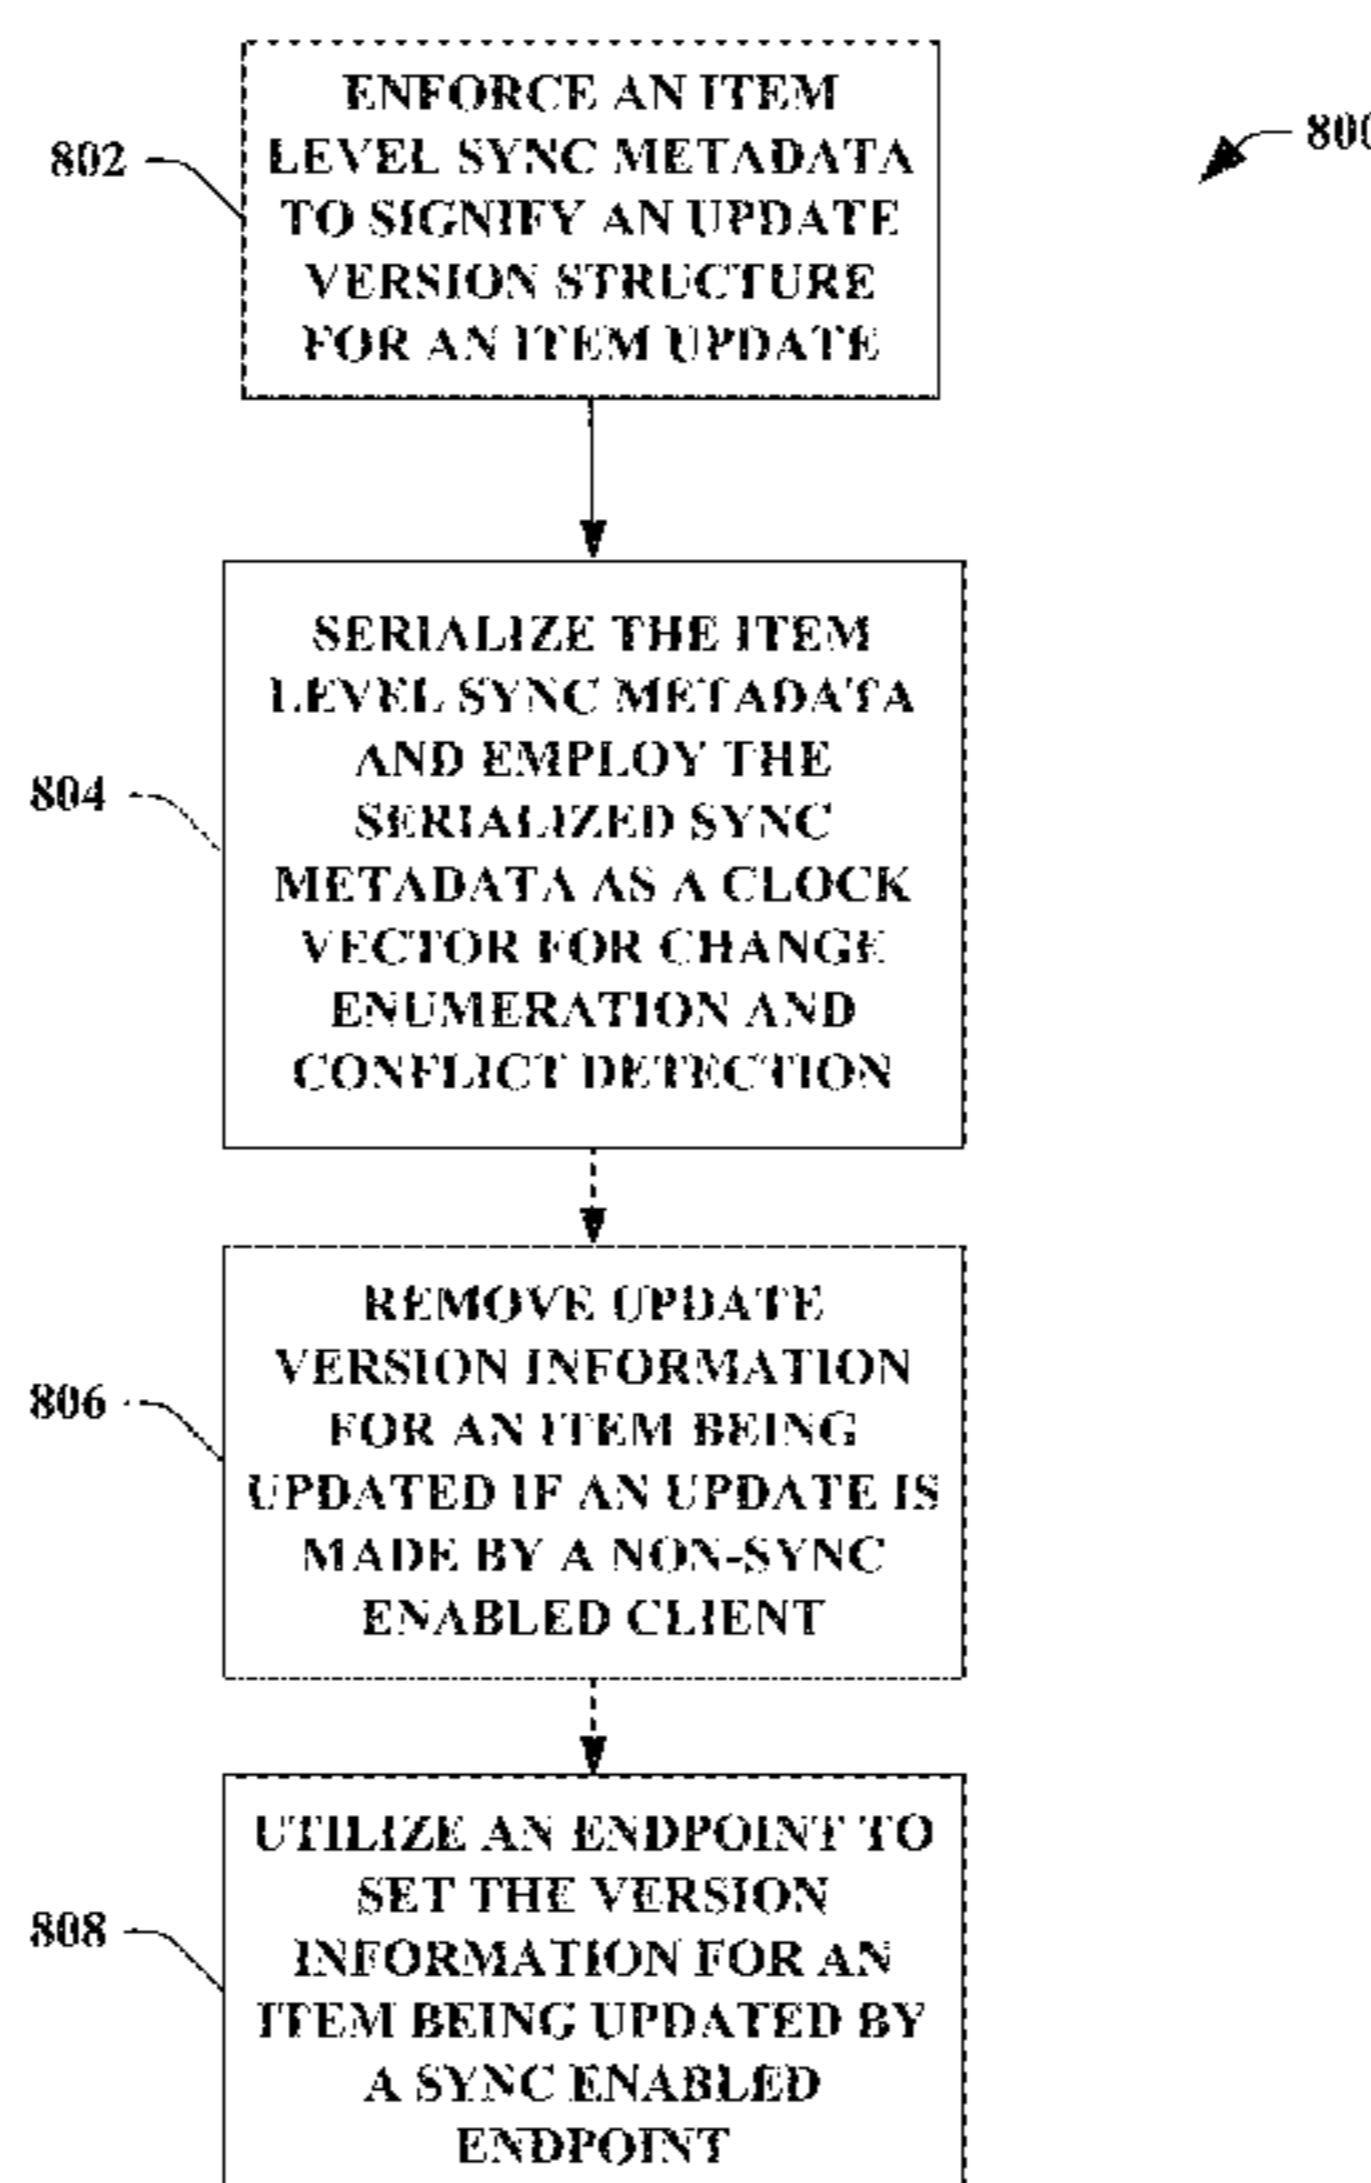 ENFORCE AN ITEM
LEVEL SYNC METADATA
TO SIGNIFY AN UPDATE
VERSION STRUCTURE
FOR AN ITEM UPDATE
802
800
SERIALIZE THE ITEM
LEVEL SYNC METADATA
AND EMPLOY THE
SERIALIZED SYNC
METADATA AS A CLOCK
VECTOR FOR CHANGE
ENUMERATION AND
CONFLICT DETECTION
804
REMOVE UPDATE
VERSION INFORMATION
FOR AN ITEM BEING
UPDATED IF AN UPDATE IS
MADE BY A NON-SYNC
ENABLED CLIENT
806
UTILIZE AN ENDPOINT TO
SET THE VERSION
INFORMATION FOR AN
ITEM BEING UPDATED BY
A SYNC ENABLED
ENDPOINT
808